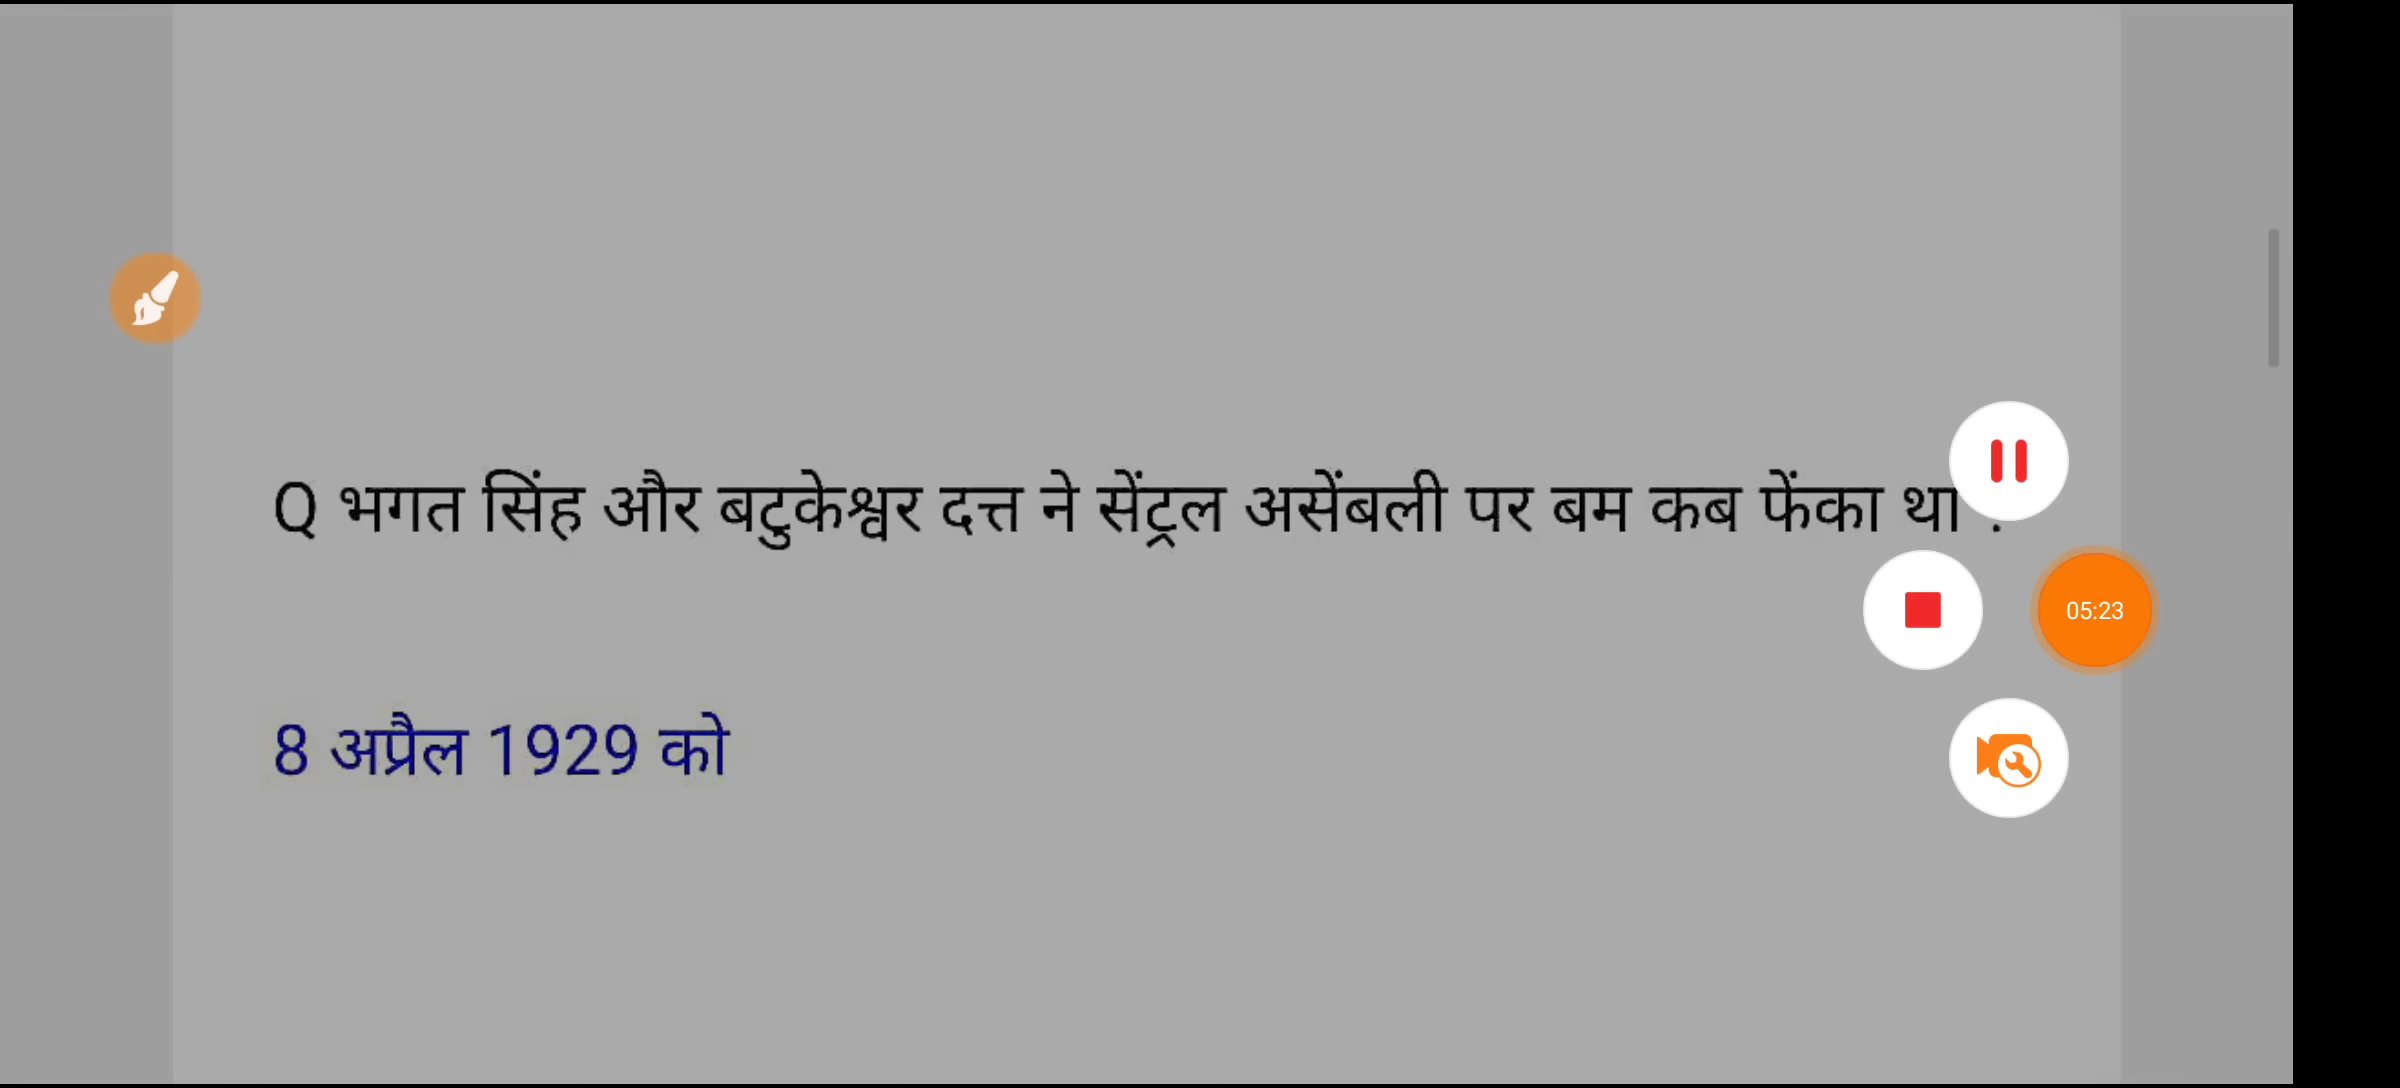 Q भगत सिंह और बटुकेश्वर दत्त ने सेंट्रल असेंबली पर बम कब फेंका था
05:23
8 अप्रैल 1929 को